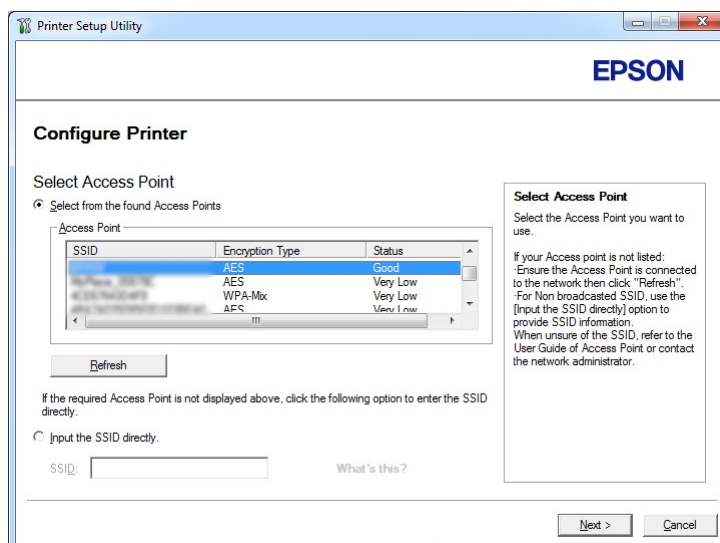 Printer Setup Utility
EPSON
Configure Printer
Select Access Point
Select from the found Access Points
Access Point
SSID Encryption Type Status
AES Good
AES Very Low
WPA-Mix Very Low
AES Very Low
Refresh
If the required Access Point is not displayed above, click the following option to enter the SSID
directly.
Input the SSID directly.
SSID:
What's this?
Select Access Point
Select the Access Point you want to
use.
If your Access point is not listed:
·Ensure the Access Point is connected
to the network then click "Refresh".
·For Non broadcasted SSID, use the
[Input the SSID directly] option to
provide SSID information.
When unsure of the SSID, refer to the
User Guide of Access Point or contact
the network administrator.
Next >
Cancel